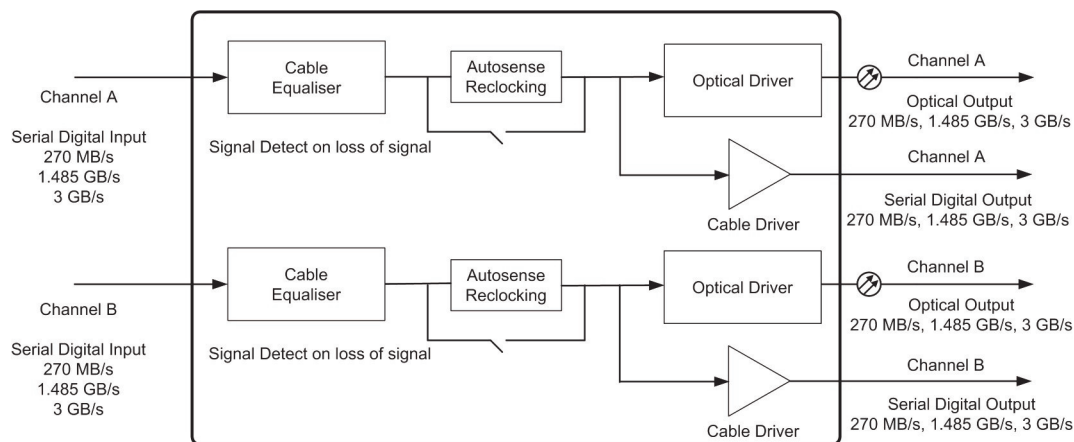 Channel A
Serial Digital Input
270 MB/s
1.485 GB/s
3 GB/s
Cable
Equaliser
Autosense
Reclocking
Signal Detect on loss of signal
Optical Driver
Cable Driver
Channel A
Optical Output
270 MB/s, 1.485 GB/s, 3 GB/s
Channel A
Serial Digital Output
270 MB/s, 1.485 GB/s, 3 GB/s
Channel B
Serial Digital Input
270 MB/s
1.485 GB/s
3 GB/s
Cable
Equaliser
Autosense
Reclocking
Signal Detect on loss of signal
Optical Driver
Cable Driver
Channel B
Optical Output
270 MB/s, 1.485 GB/s, 3 GB/s
Channel B
Serial Digital Output
270 MB/s, 1.485 GB/s, 3 GB/s